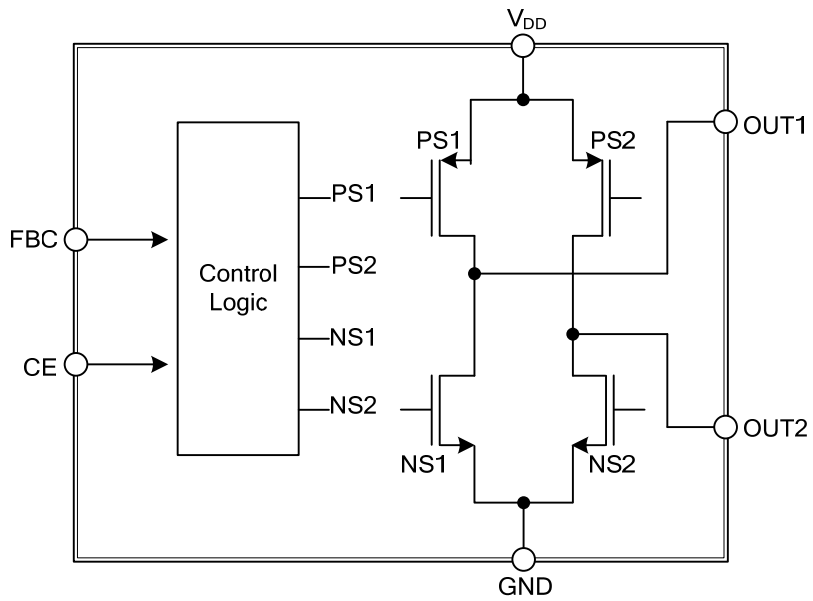 VDD
OUT1
PS1
PS2
PS1
FBC
PS2
Control
Logic
NS1
CE
NS2
OUT2
NS1
NS2
GND